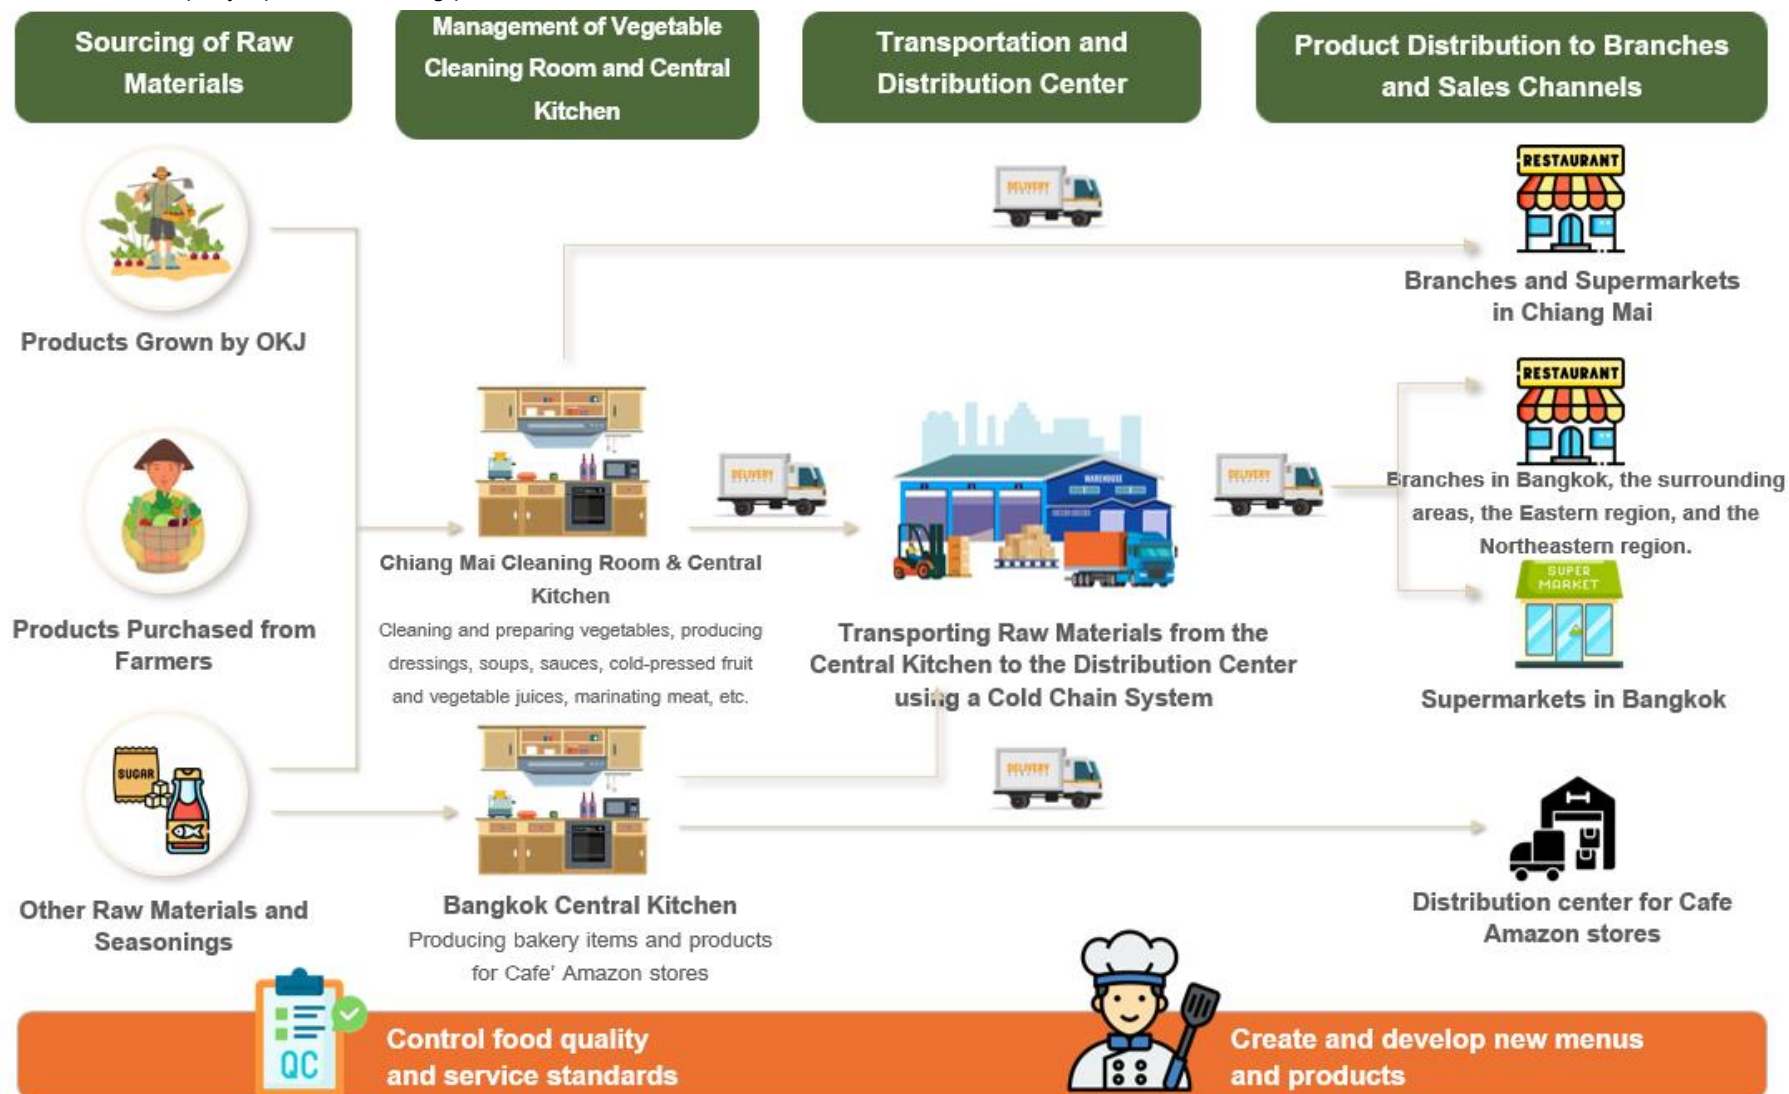 Sourcing of Raw
Materials
Management of Vegetable
Cleaning Room and Central
Kitchen
Transportation and
Distribution Center
Product Distribution to Branches
and Sales Channels
DELIVERY
RESTAURANT
Branches and Supermarkets
in Chiang Mai
Products Grown by OKJ
RESTAURANT
DELIVERY
WAREHOUSE
DELIVERY
Branches in Bangkok, the surrounding
areas, the Eastern region, and the
Northeastern region.
Chiang Mai Cleaning Room & Central
Kitchen
Cleaning and preparing vegetables, producing
dressings, soups, sauces, cold-pressed fruit
and vegetable juices, marinating meat, etc.
SUPER
MARKET
Products Purchased from
Farmers
Transporting Raw Materials from the
Central Kitchen to the Distribution Center
using a Cold Chain System
Supermarkets in Bangkok
SUGAR
DELIVERY
Other Raw Materials and
Seasonings
Bangkok Central Kitchen
Producing bakery items and products
for Cafe' Amazon stores
Distribution center for Cafe
Amazon stores
QC
Control food quality
and service standards
Create and develop new menus
and products